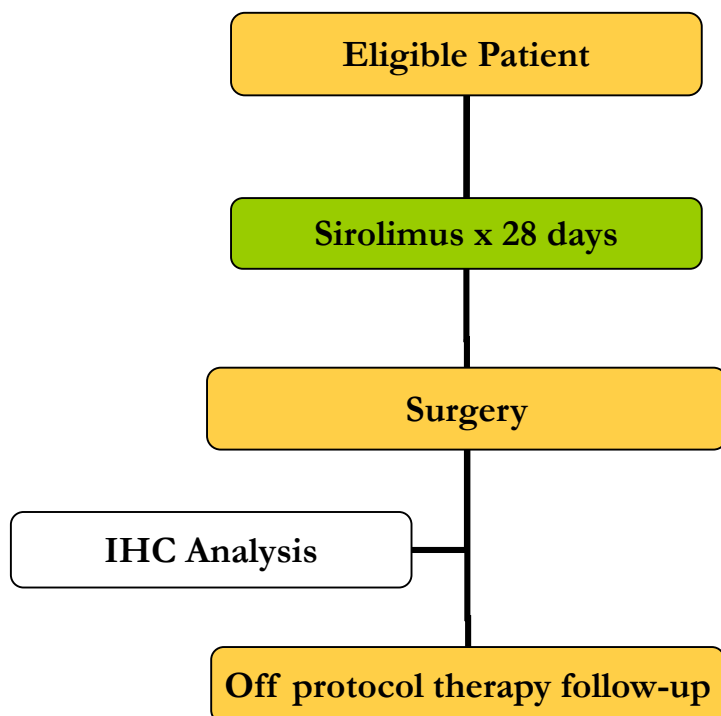 Eligible Patient
Sirolimus x 28 days
Surgery
IHC Analysis
Off protocol therapy follow-up